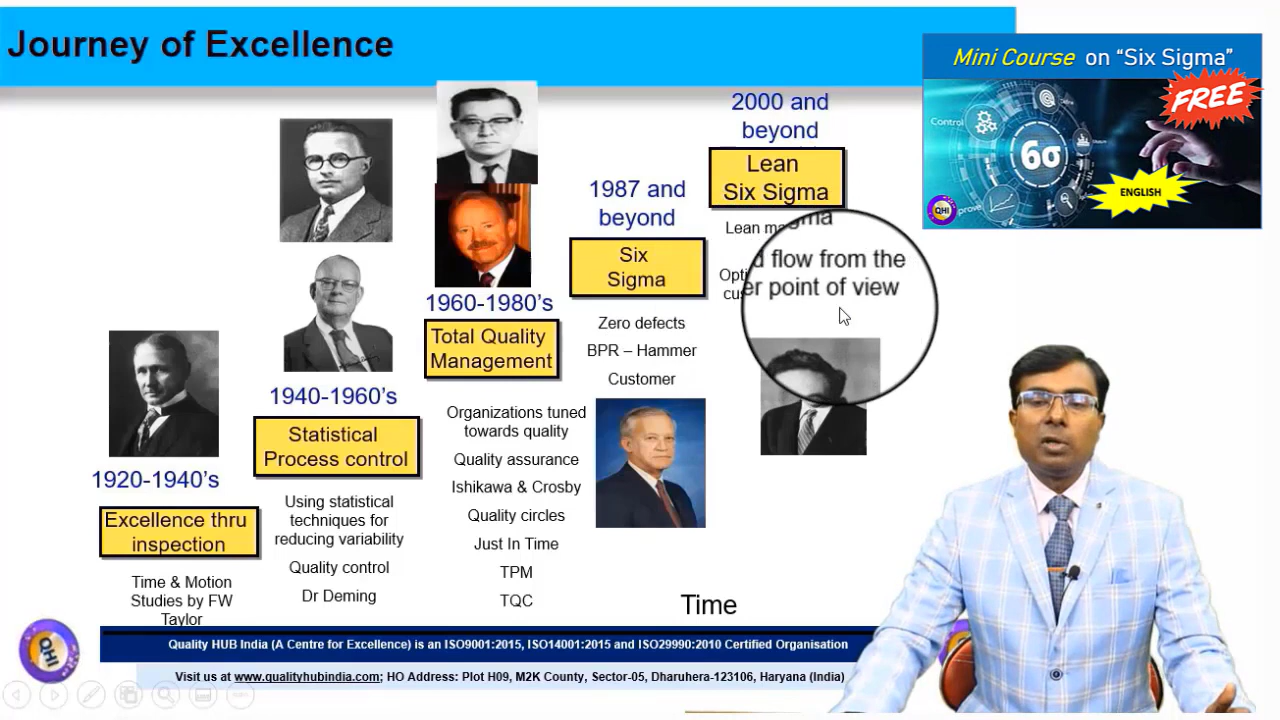 Journey of Excellence
Mini Course on “Six Sigma”
FREE
Control
6σ
ENGLISH
QHI
2000 and
beyond
Lean
Six Sigma
Lean
flow from the
er point of view
1987 and
beyond
Six
Sigma
Zero defects
BPR – Hammer
Customer
1960-1980’s
Total Quality
Management
Organizations tuned
towards quality
Quality assurance
Ishikawa & Crosby
Quality circles
Just In Time
TPM
TQC
1940-1960’s
Statistical
Process control
Using statistical
techniques for
reducing variability
Quality control
Dr Deming
1920-1940’s
Excellence thru
inspection
Time & Motion
Studies by FW
Taylor
Time
QHI
Quality HUB India (A Centre for Excellence) is an ISO9001:2015, ISO14001:2015 and ISO29990:2010 Certified Organisation
Visit us at www.qualityhubindia.com; HO Address: Plot H09, M2K County, Sector-05, Dharuhera-123106, Haryana (India)